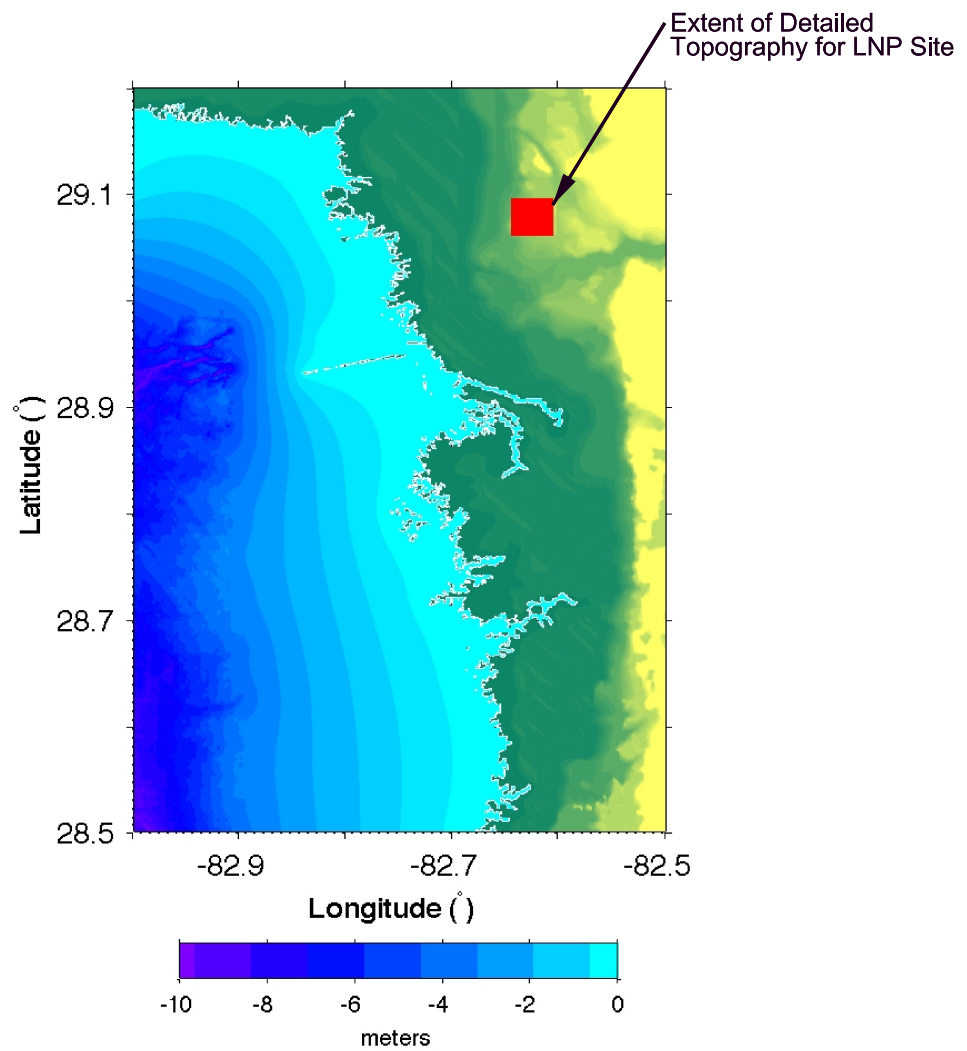 Extent of Detailed
Topography for LNP Site
29.1
28.9
28.7
28.5
Latitude (°)
-82.9
-82.7
-82.5
Longitude (°)
-10
-8
-6
-4
-2
0
meters